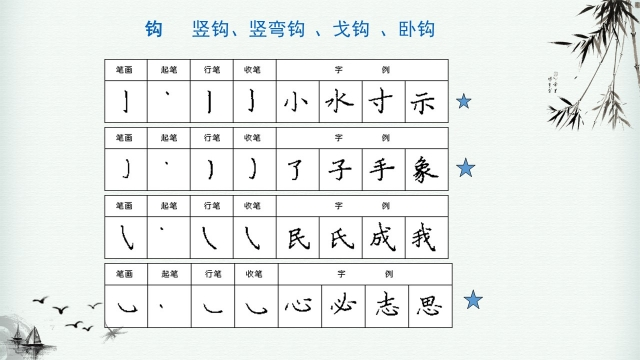 钩 竖钩、竖弯钩 、戈钩 、卧钩
笔画 起笔 行笔 收笔 字 例
亅 丶 丨 亅 小 水 寸 示
笔画 起笔 行笔 收笔 字 例
了 子 手 象
笔画 起笔 行笔 收笔 字 例
民 氏 成 我
笔画 起笔 行笔 收笔 字 例
心 必 志 思